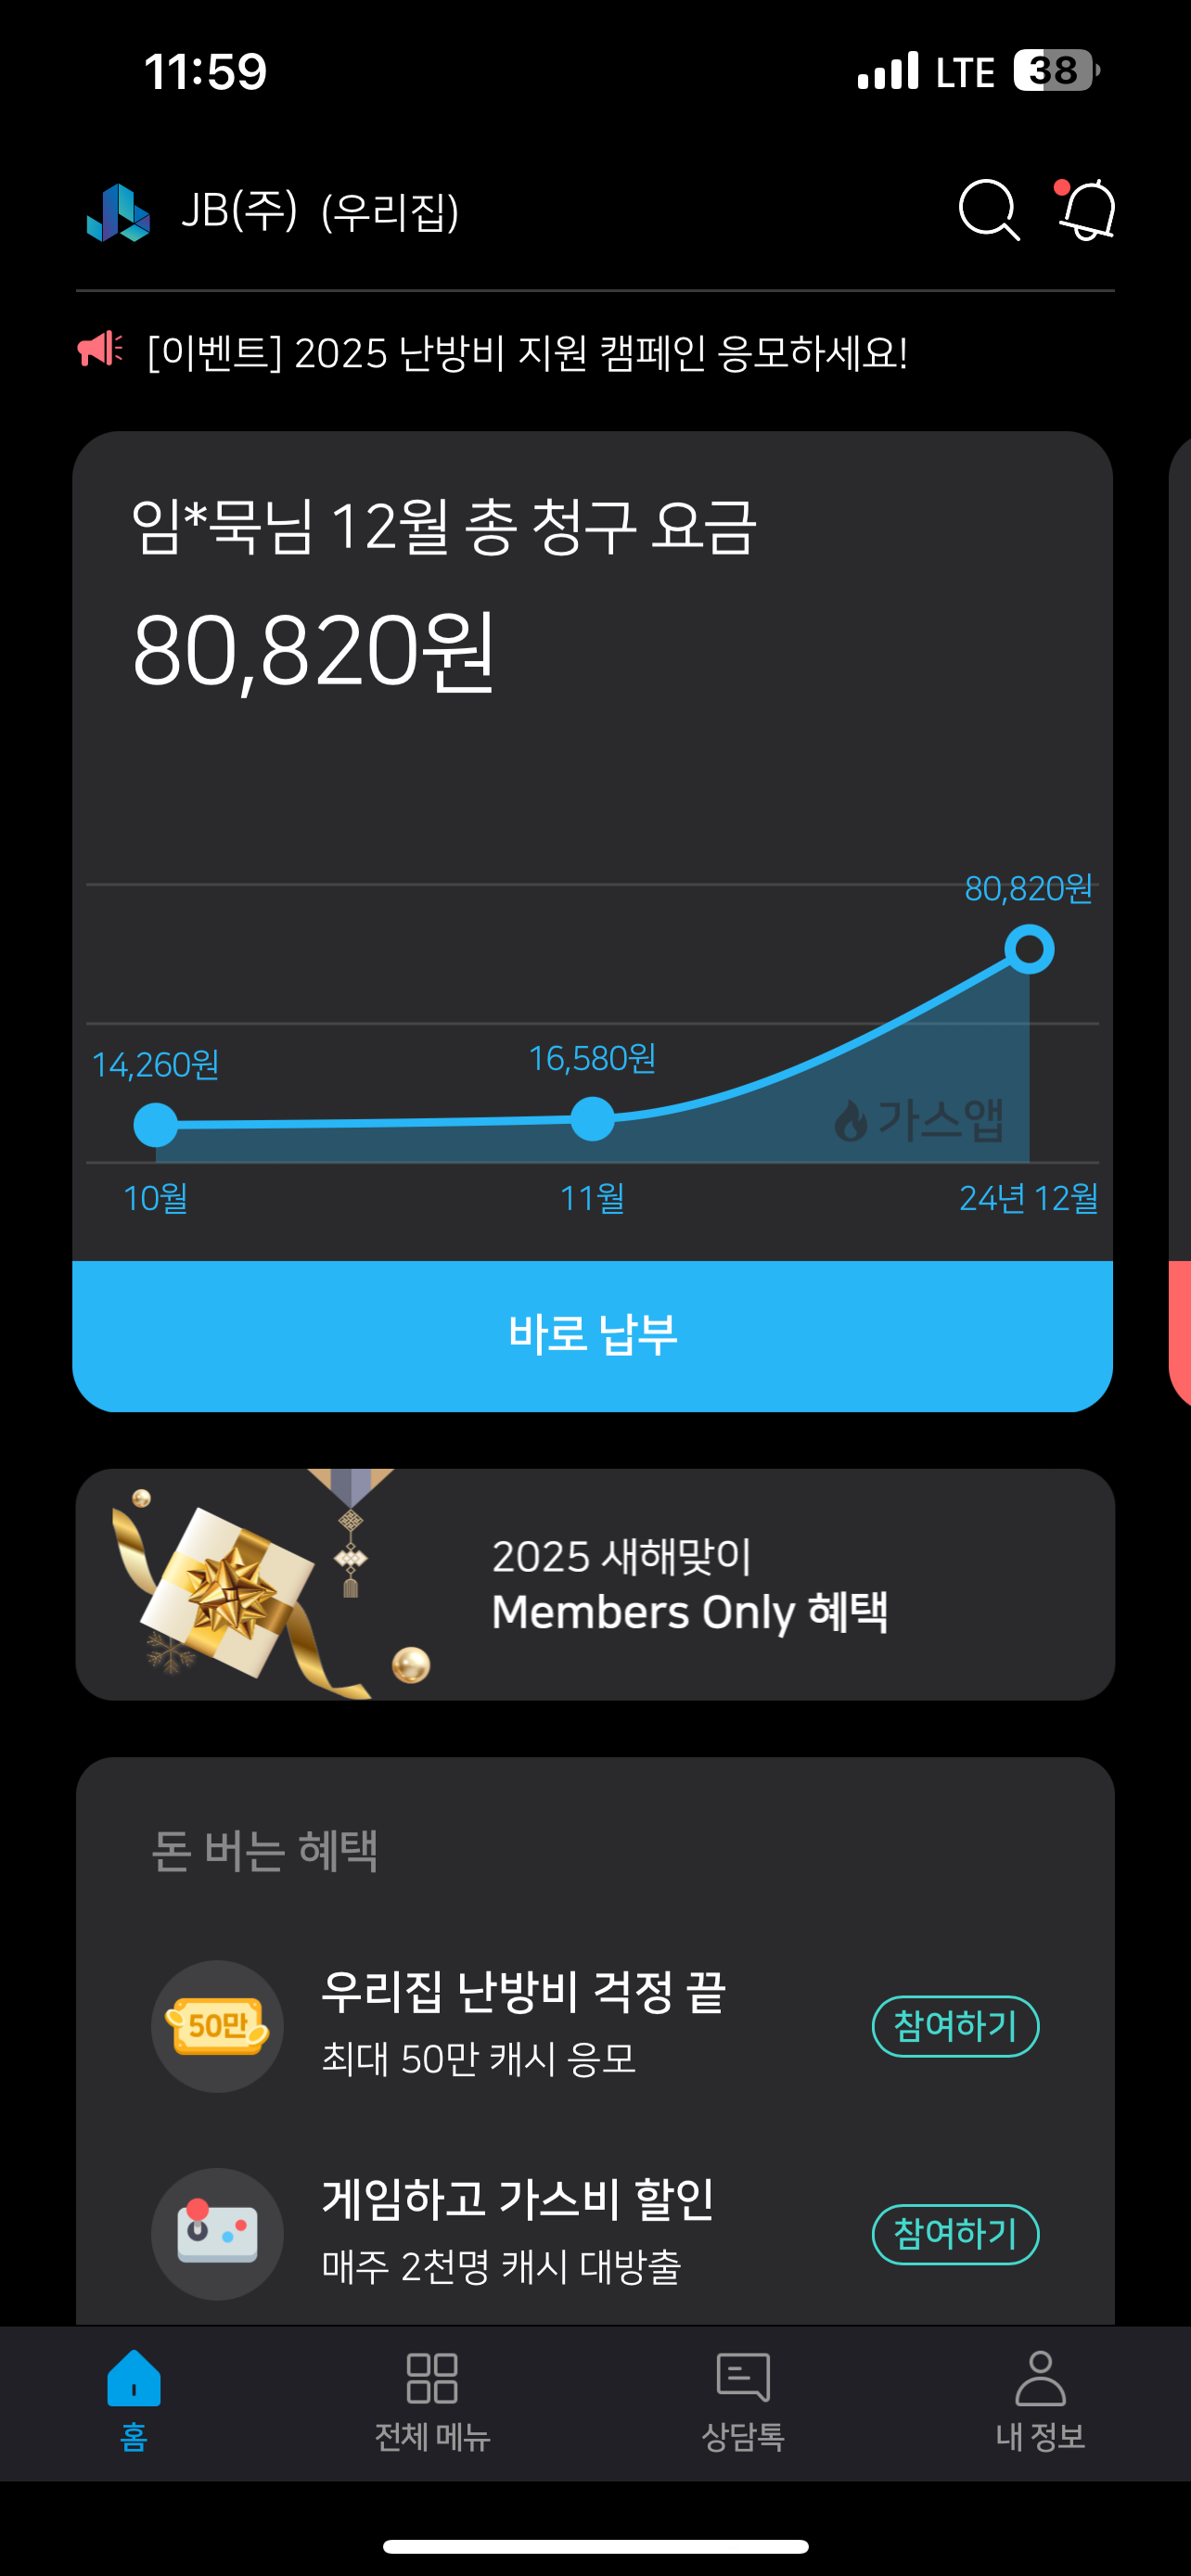 11:59
LTE 38
JB(주) (우리집)
[이벤트] 2025 난방비 지원 캠페인 응모하세요!
임*묵님 12월 총 청구 요금
80,820원
80,820원
14,260원
16,580원
가스앱
10월
11월
24년 12월
바로 납부
2025 새해맞이
Members Only 혜택
돈 버는 혜택
50만
우리집 난방비 걱정 끝
최대 50만 캐시 응모
참여하기
게임하고 가스비 할인
매주 2천명 캐시 대방출
참여하기
홈
전체 메뉴
상담톡
내 정보